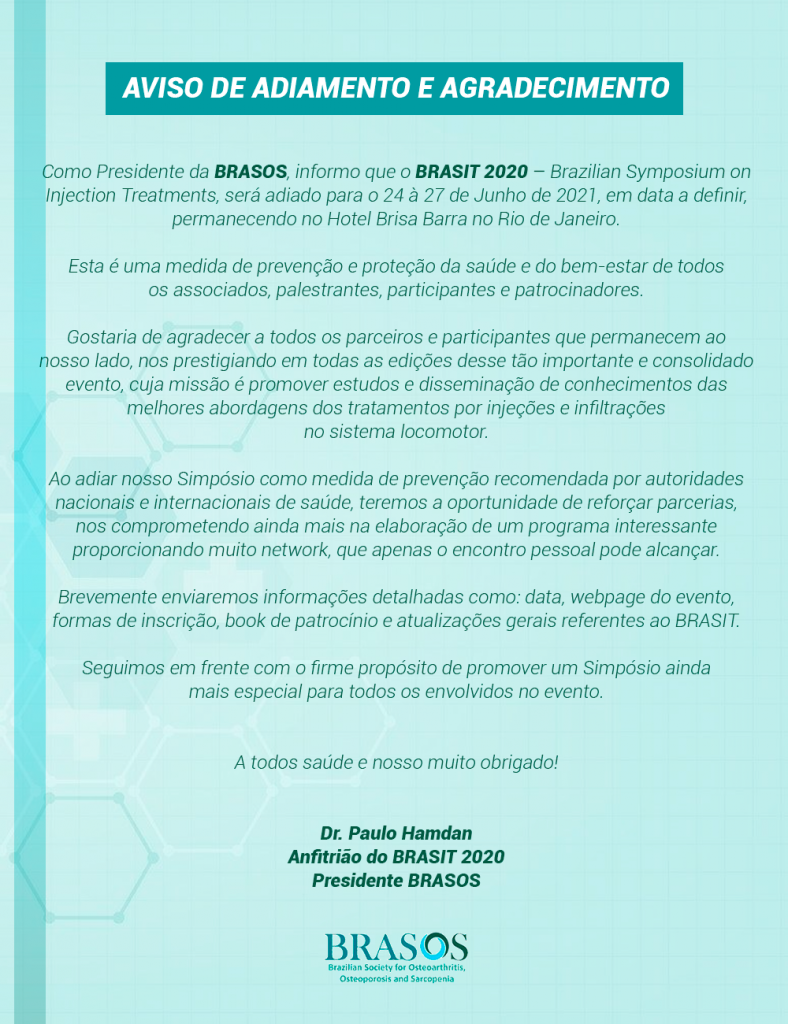 AVISO DE ADIAMENTO E AGRADECIMENTO
Como Presidente da BRASOS, informo que o BRASIT 2020 – Brazilian Symposium on
Injection Treatments, será adiado para o 24 à 27 de Junho de 2021, em data a definir,
permanecendo no Hotel Brisa Barra no Rio de Janeiro.
Esta é uma medida de prevenção e proteção da saúde e do bem-estar de todos
os associados, palestrantes, participantes e patrocinadores.
Gostaria de agradecer a todos os parceiros e participantes que permanecem ao
nosso lado, nos prestigiando em todas as edições desse tão importante e consolidado
evento, cuja missão é promover estudos e disseminação de conhecimentos das
melhores abordagens dos tratamentos por injeções e infiltrações
no sistema locomotor.
Ao adiar nosso Simpósio como medida de prevenção recomendada por autoridades
nacionais e internacionais de saúde, teremos a oportunidade de reforçar parcerias,
nos comprometendo ainda mais na elaboração de um programa interessante
proporcionando muito network, que apenas o encontro pessoal pode alcançar.
Brevemente enviaremos informações detalhadas como: data, webpage do evento,
formas de inscrição, book de patrocínio e atualizações gerais referentes ao BRASIT.
Seguimos em frente com o firme propósito de promover um Simpósio ainda
mais especial para todos os envolvidos no evento.
A todos saúde e nosso muito obrigado!
Dr. Paulo Hamdan
Anfitrião do BRASIT 2020
Presidente BRASOS
BRASOS
Brazilian Society for Osteoarthritis,
Osteoporosis and Sarcopenia